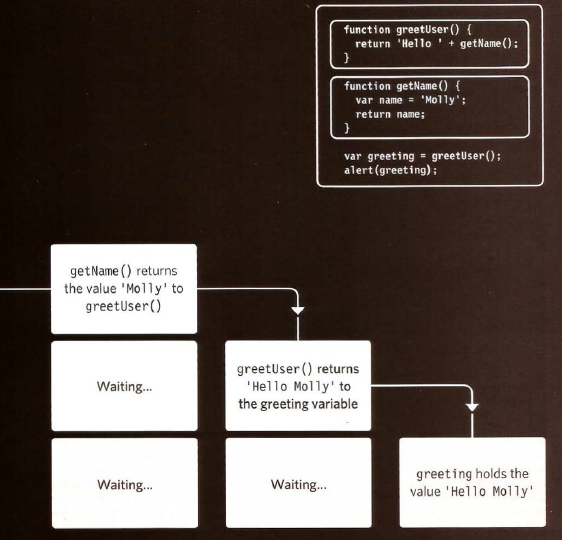 function greetUser() {
return 'Hello ' + getName();
}
function getName() {
var name = 'Molly';
return name;
}
var greeting = greetUser();
alert(greeting);
getName() returns
the value 'Molly' to
greetUser()
Waiting...
greetUser() returns
'Hello Molly' to
the greeting variable
Waiting...
Waiting...
greeting holds the
value 'Hello Molly'